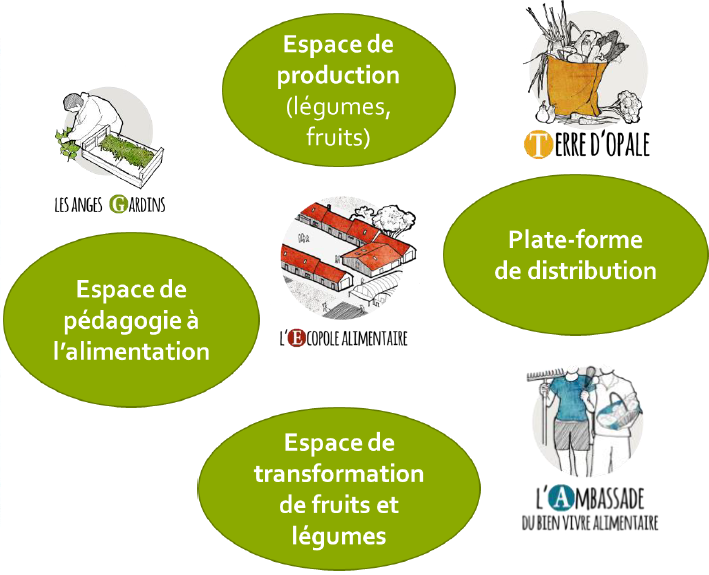 Espace de
production
(légumes,
fruits)
TERRE D'OPALE
LES ANGES GARDINS
Plate-forme
de distribution
Espace de
pédagogie à
l'alimentation
L'ECOPOLE ALIMENTAIRE
Espace de
transformation
de fruits et
légumes
L'AMBASSADE
DU BIEN VIVRE ALIMENTAIRE